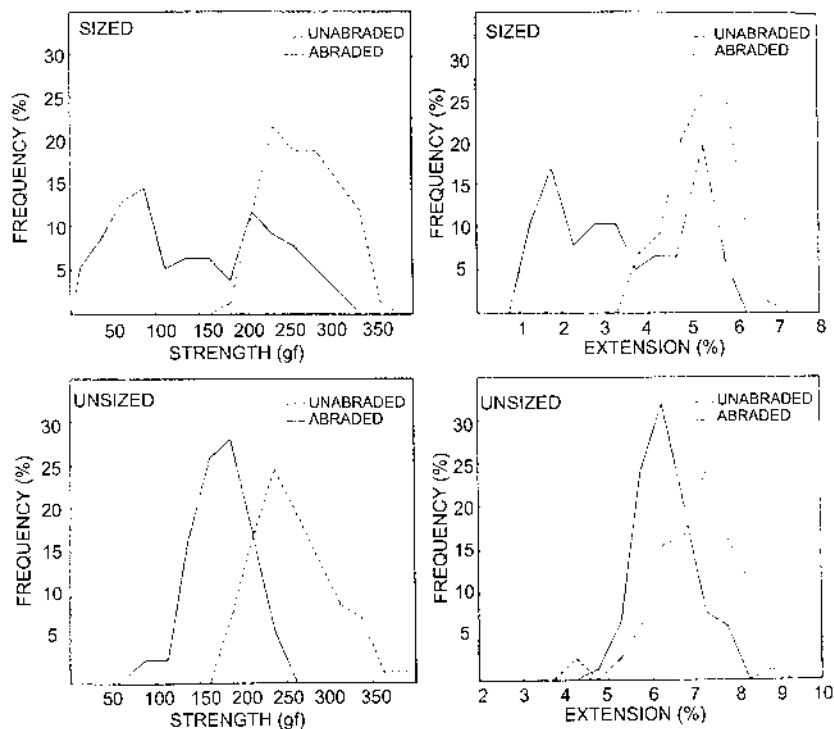 SIZED
UNABRADED
ABRADED
30
25
20
15
10
5
FREQUENCY (%)
50 100 150 200 250 300 350
STRENGTH (gf)
SIZED
UNABRADED
ABRADED
30
25
20
15
10
5
FREQUENCY (%)
1 2 3 4 5 6 7 8
EXTENSION (%)
UNSIZED
UNABRADED
ABRADED
30
25
20
15
10
5
FREQUENCY (%)
50 100 150 200 250 300 350
STRENGTH (gf)
UNSIZED
UNABRADED
ABRADED
30
25
20
15
10
5
FREQUENCY (%)
2 3 4 5 6 7 8 9 10
EXTENSION (%)